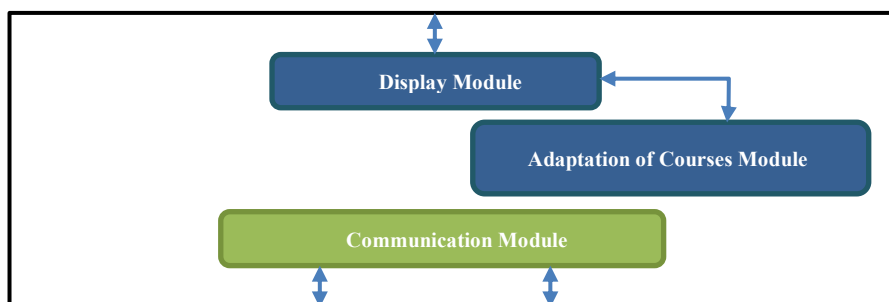 Display Module
Adaptation of Courses Module
Communication Module